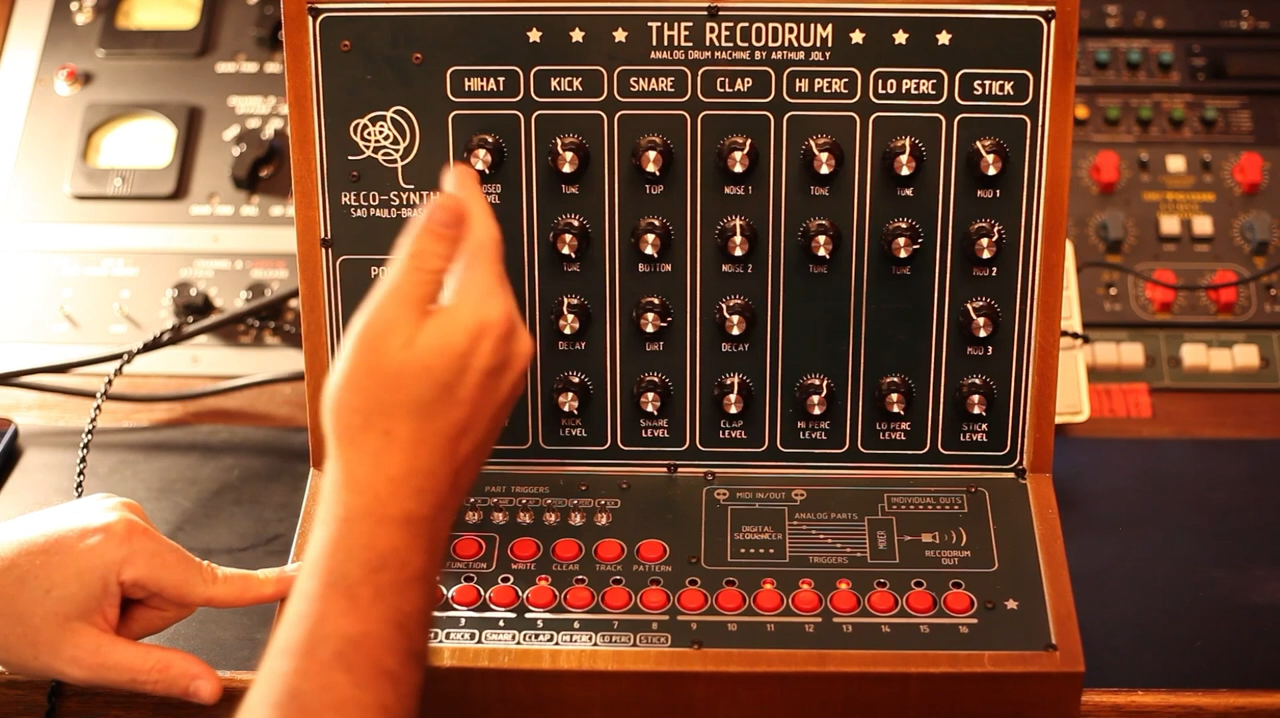 THE RECODRUM
ANALOG DRUM MACHINE BY ARTHUR JOLY
HIHAT KICK SNARE CLAP HI PERC LO PERC STICK
TUNE TOP NOISE 1 TONE TUNE MOD 1
RECO-SYNTH
SAO PAULO-BRAS
TUNE BOTTON NOISE 2 TUNE TUNE MOD 2
DECAY DIRT DECAY MOD 3
KICK LEVEL SNARE LEVEL CLAP LEVEL HI PERC LEVEL LO PERC LEVEL STICK LEVEL
PART TRIGGERS
MIDI IN/OUT
INDIVIDUAL OUTS
ANALOG PARTS
DIGITAL SEQUENCER
MIXER
TRIGGERS
RECODRUM OUT
FUNCTION WRITE CLEAR TRACK PATTERN
3 4 5 6 7 8 9 10 11 12 13 14 15 16
KICK SNARE CLAP HI PERC LO PERC STICK